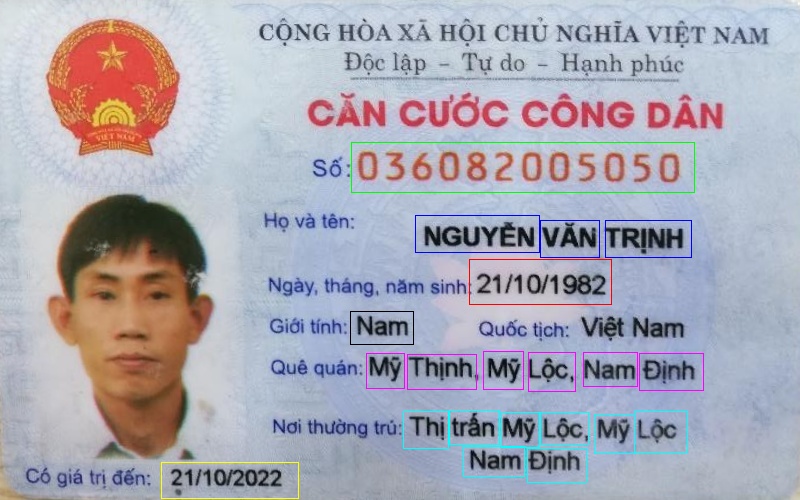 CỘNG HÒA XÃ HỘI CHỦ NGHĨA VIỆT NAM
Độc lập - Tự do - Hạnh phúc
CĂN CƯỚC CÔNG DÂN
Số: 036082005050
Họ và tên: NGUYỄN VĂN TRỊNH
Ngày, tháng, năm sinh: 21/10/1982
Giới tính: Nam Quốc tịch: Việt Nam
Quê quán: Mỹ Thịnh, Mỹ Lộc, Nam Định
Nơi thường trú: Thị trấn Mỹ Lộc, Mỹ Lộc
Nam Định
Có giá trị đến: 21/10/2022